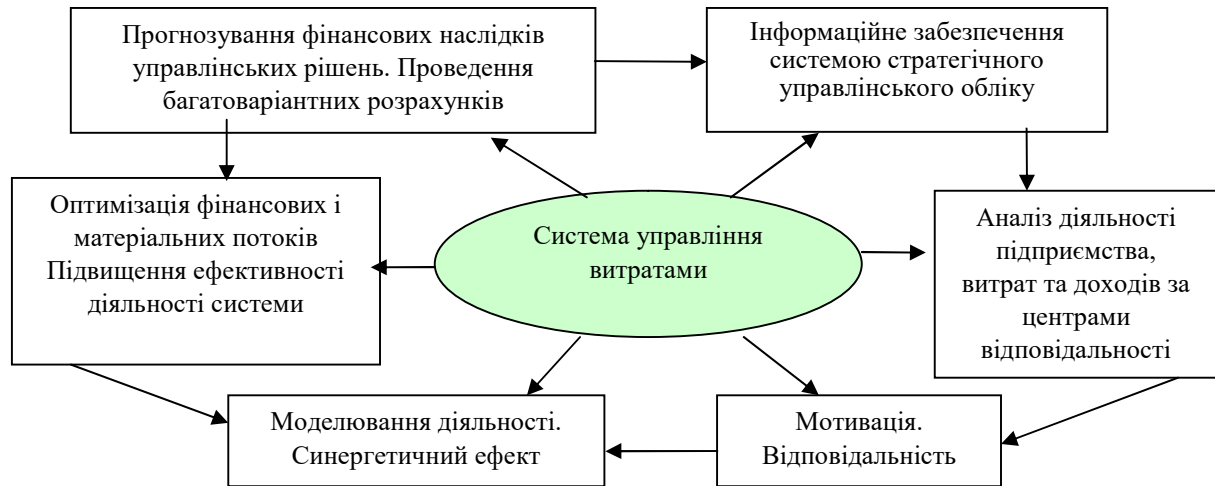 Прогнозування фінансових наслідків
управлінських рішень. Проведення
багатоваріантних розрахунків
Інформаційне забезпечення
системою стратегічного
управлінського обліку
Оптимізація фінансових і
матеріальних потоків
Підвищення ефективності
діяльності системи
Система управління
витратами
Аналіз діяльності
підприємства,
витрат та доходів за
центрами
відповідальності
Моделювання діяльності.
Синергетичний ефект
Мотивація.
Відповідальність